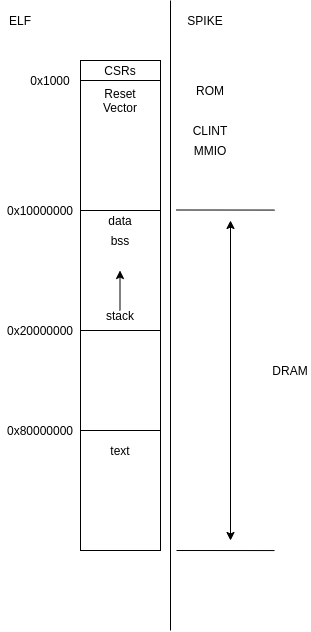 ELF
SPIKE
CSRs
0x1000
Reset
Vector
ROM
CLINT
MMIO
0x10000000
data
bss
stack
0x20000000
DRAM
0x80000000
text